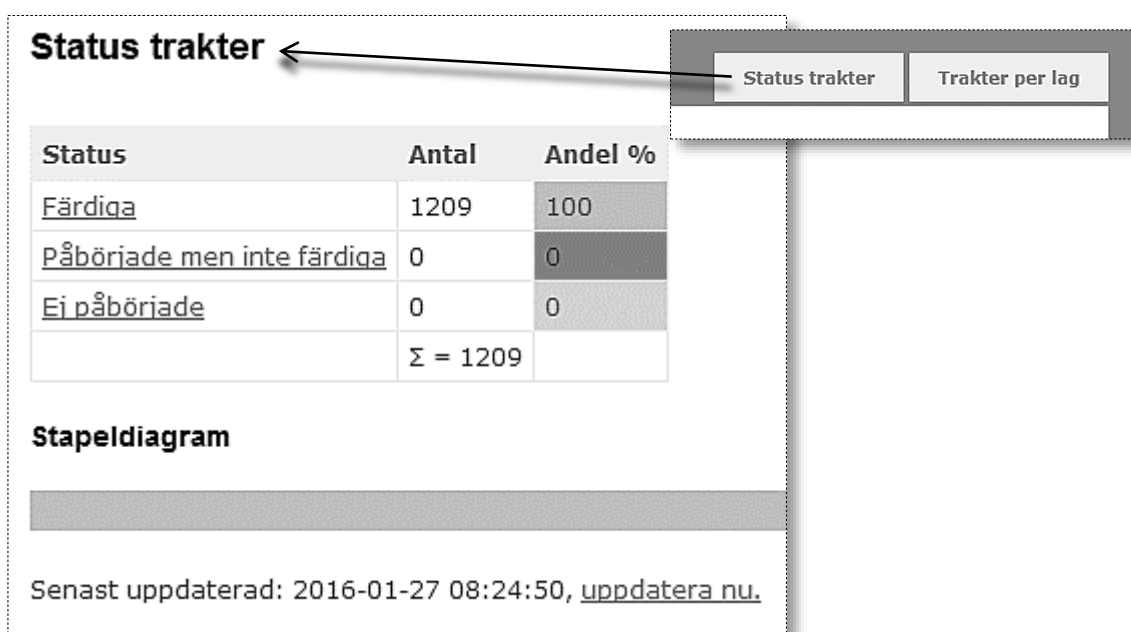 Status trakter
Status trakter Trakter per lag
Status Antal Andel %
Färdiga 1209 100
Påbörjade men inte färdiga 0 0
Ej påbörjade 0 0
Σ = 1209
Stapeldiagram
Senast uppdaterad: 2016-01-27 08:24:50, uppdatera nu.